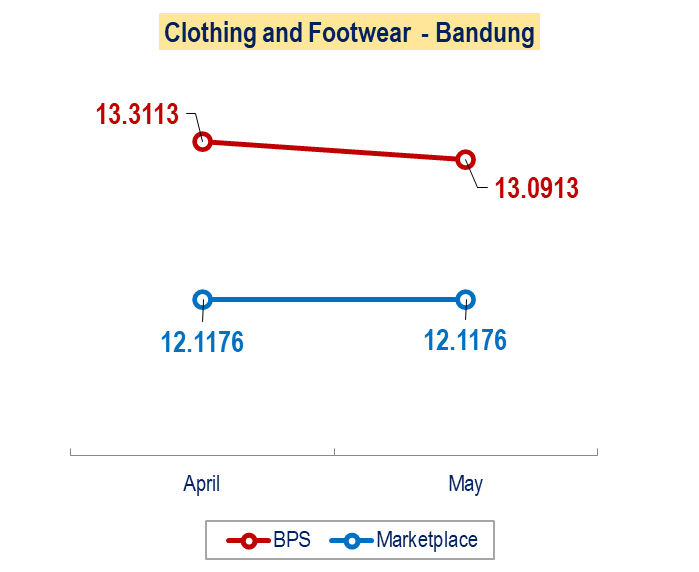 Clothing and Footwear - Bandung
13.3113
13.0913
12.1176
12.1176
April
May
BPS
Marketplace